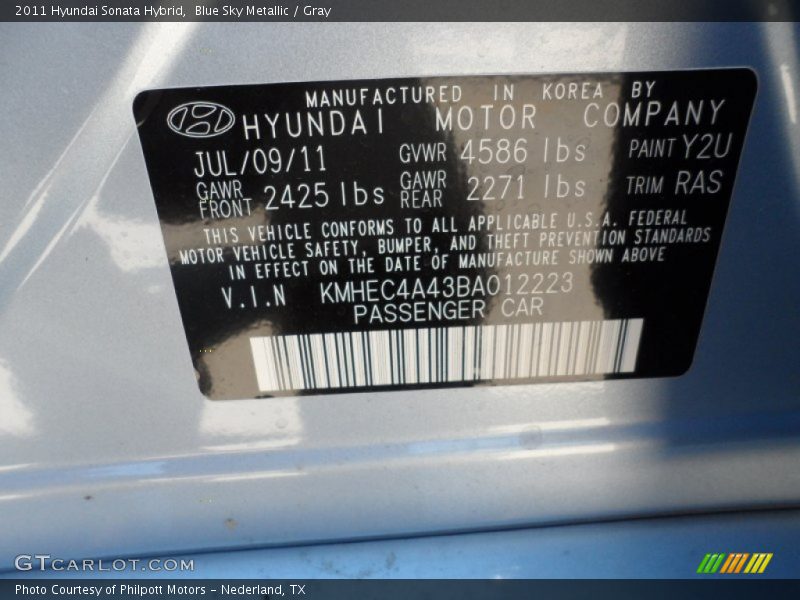 2011 Hyundai Sonata Hybrid,  Blue Sky Metallic / Gray
MANUFACTURED IN KOREA BY
HYUNDAI MOTOR COMPANY
JUL/09/11 GVWR 4586 lbs PAINT Y2U
GAWR FRONT 2425 lbs GAWR REAR 2271 lbs TRIM RAS
THIS VEHICLE CONFORMS TO ALL APPLICABLE U.S.A. FEDERAL
MOTOR VEHICLE SAFETY, BUMPER, AND THEFT PREVENTION STANDARDS
IN EFFECT ON THE DATE OF MANUFACTURE SHOWN ABOVE
V.I.N KMHEC4A43BA012223
PASSENGER CAR
GTCARLOT.COM
Photo Courtesy of Philpott Motors - Nederland, TX